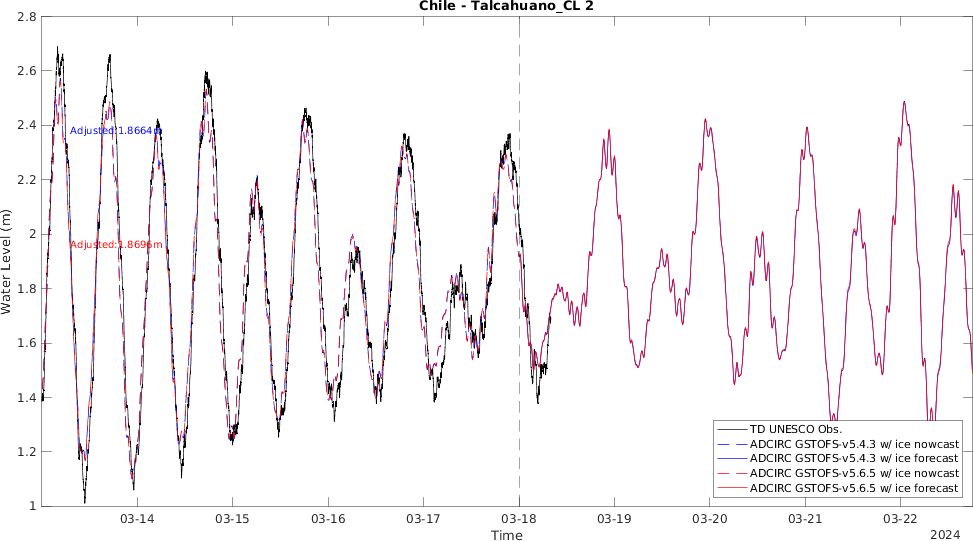 Chile - Talcahuano_CL 2
2.8
2.6
2.4
2.2
2
1.8
1.6
1.4
1.2
1
Water Level (m)
Adjusted:1.8664m
Adjusted:1.8696m
TD UNESCO Obs.
ADCIRC GSTOFS-v5.4.3 w/ ice nowcast
ADCIRC GSTOFS-v5.4.3 w/ ice forecast
ADCIRC GSTOFS-v5.6.5 w/ ice nowcast
ADCIRC GSTOFS-v5.6.5 w/ ice forecast
03-14 03-15 03-16 03-17 03-18 03-19 03-20 03-21 03-22
Time
2024